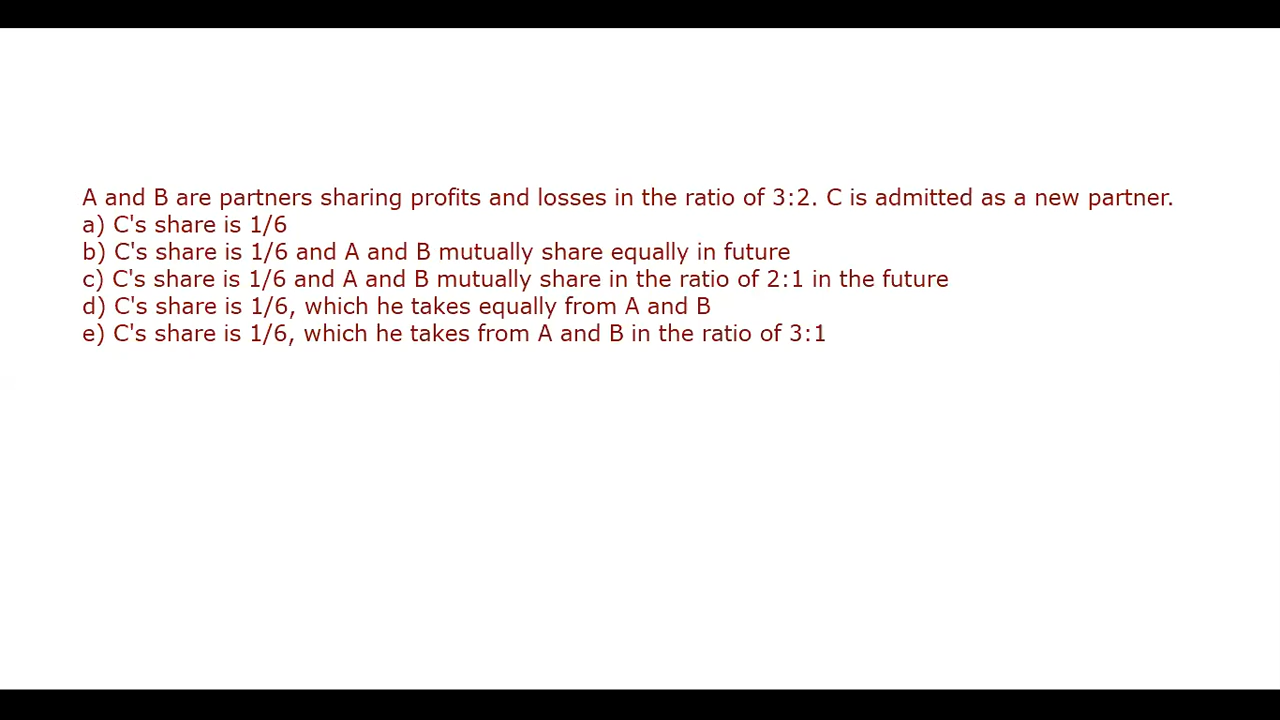 A and B are partners sharing profits and losses in the ratio of 3:2. C is admitted as a new partner.
a) C's share is 1/6
b) C's share is 1/6 and A and B mutually share equally in future
c) C's share is 1/6 and A and B mutually share in the ratio of 2:1 in the future
d) C's share is 1/6, which he takes equally from A and B
e) C's share is 1/6, which he takes from A and B in the ratio of 3:1